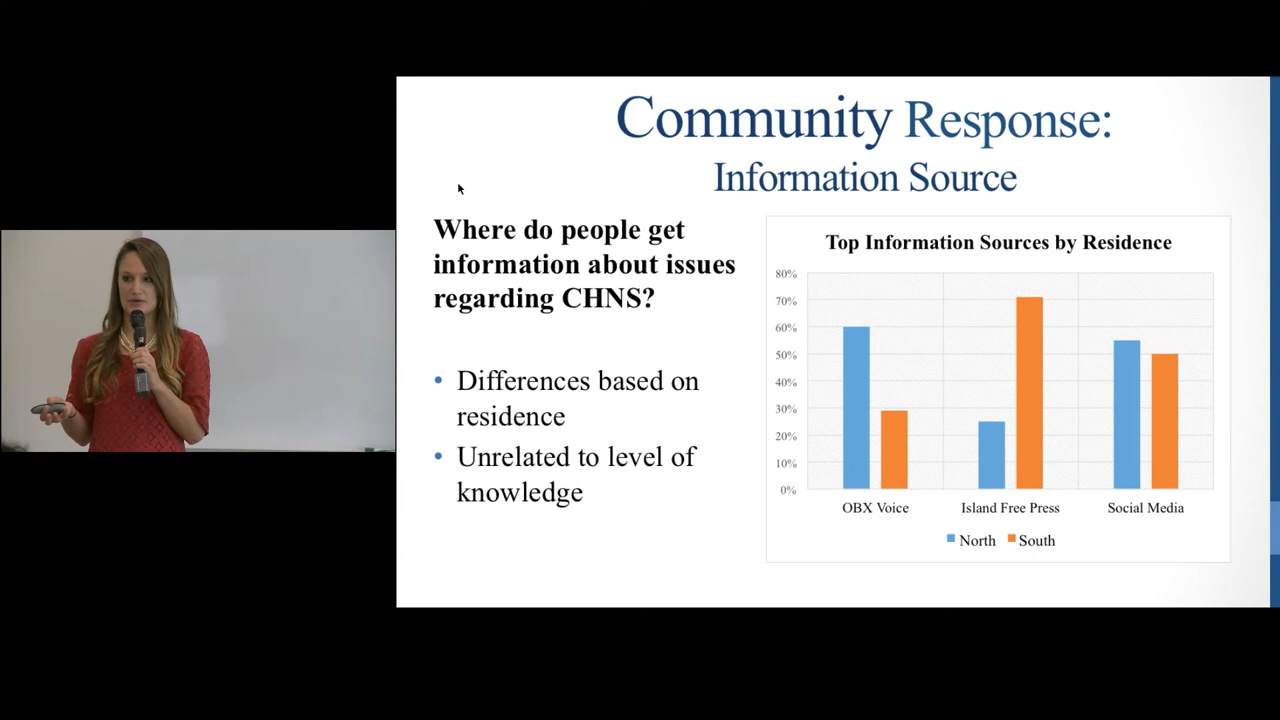 Community Response:
Information Source
Where do people get
information about issues
regarding CHNS?
• Differences based on
residence
• Unrelated to level of
knowledge
Top Information Sources by Residence
80%
70%
60%
50%
40%
30%
20%
10%
0%
OBX Voice Island Free Press Social Media
North South